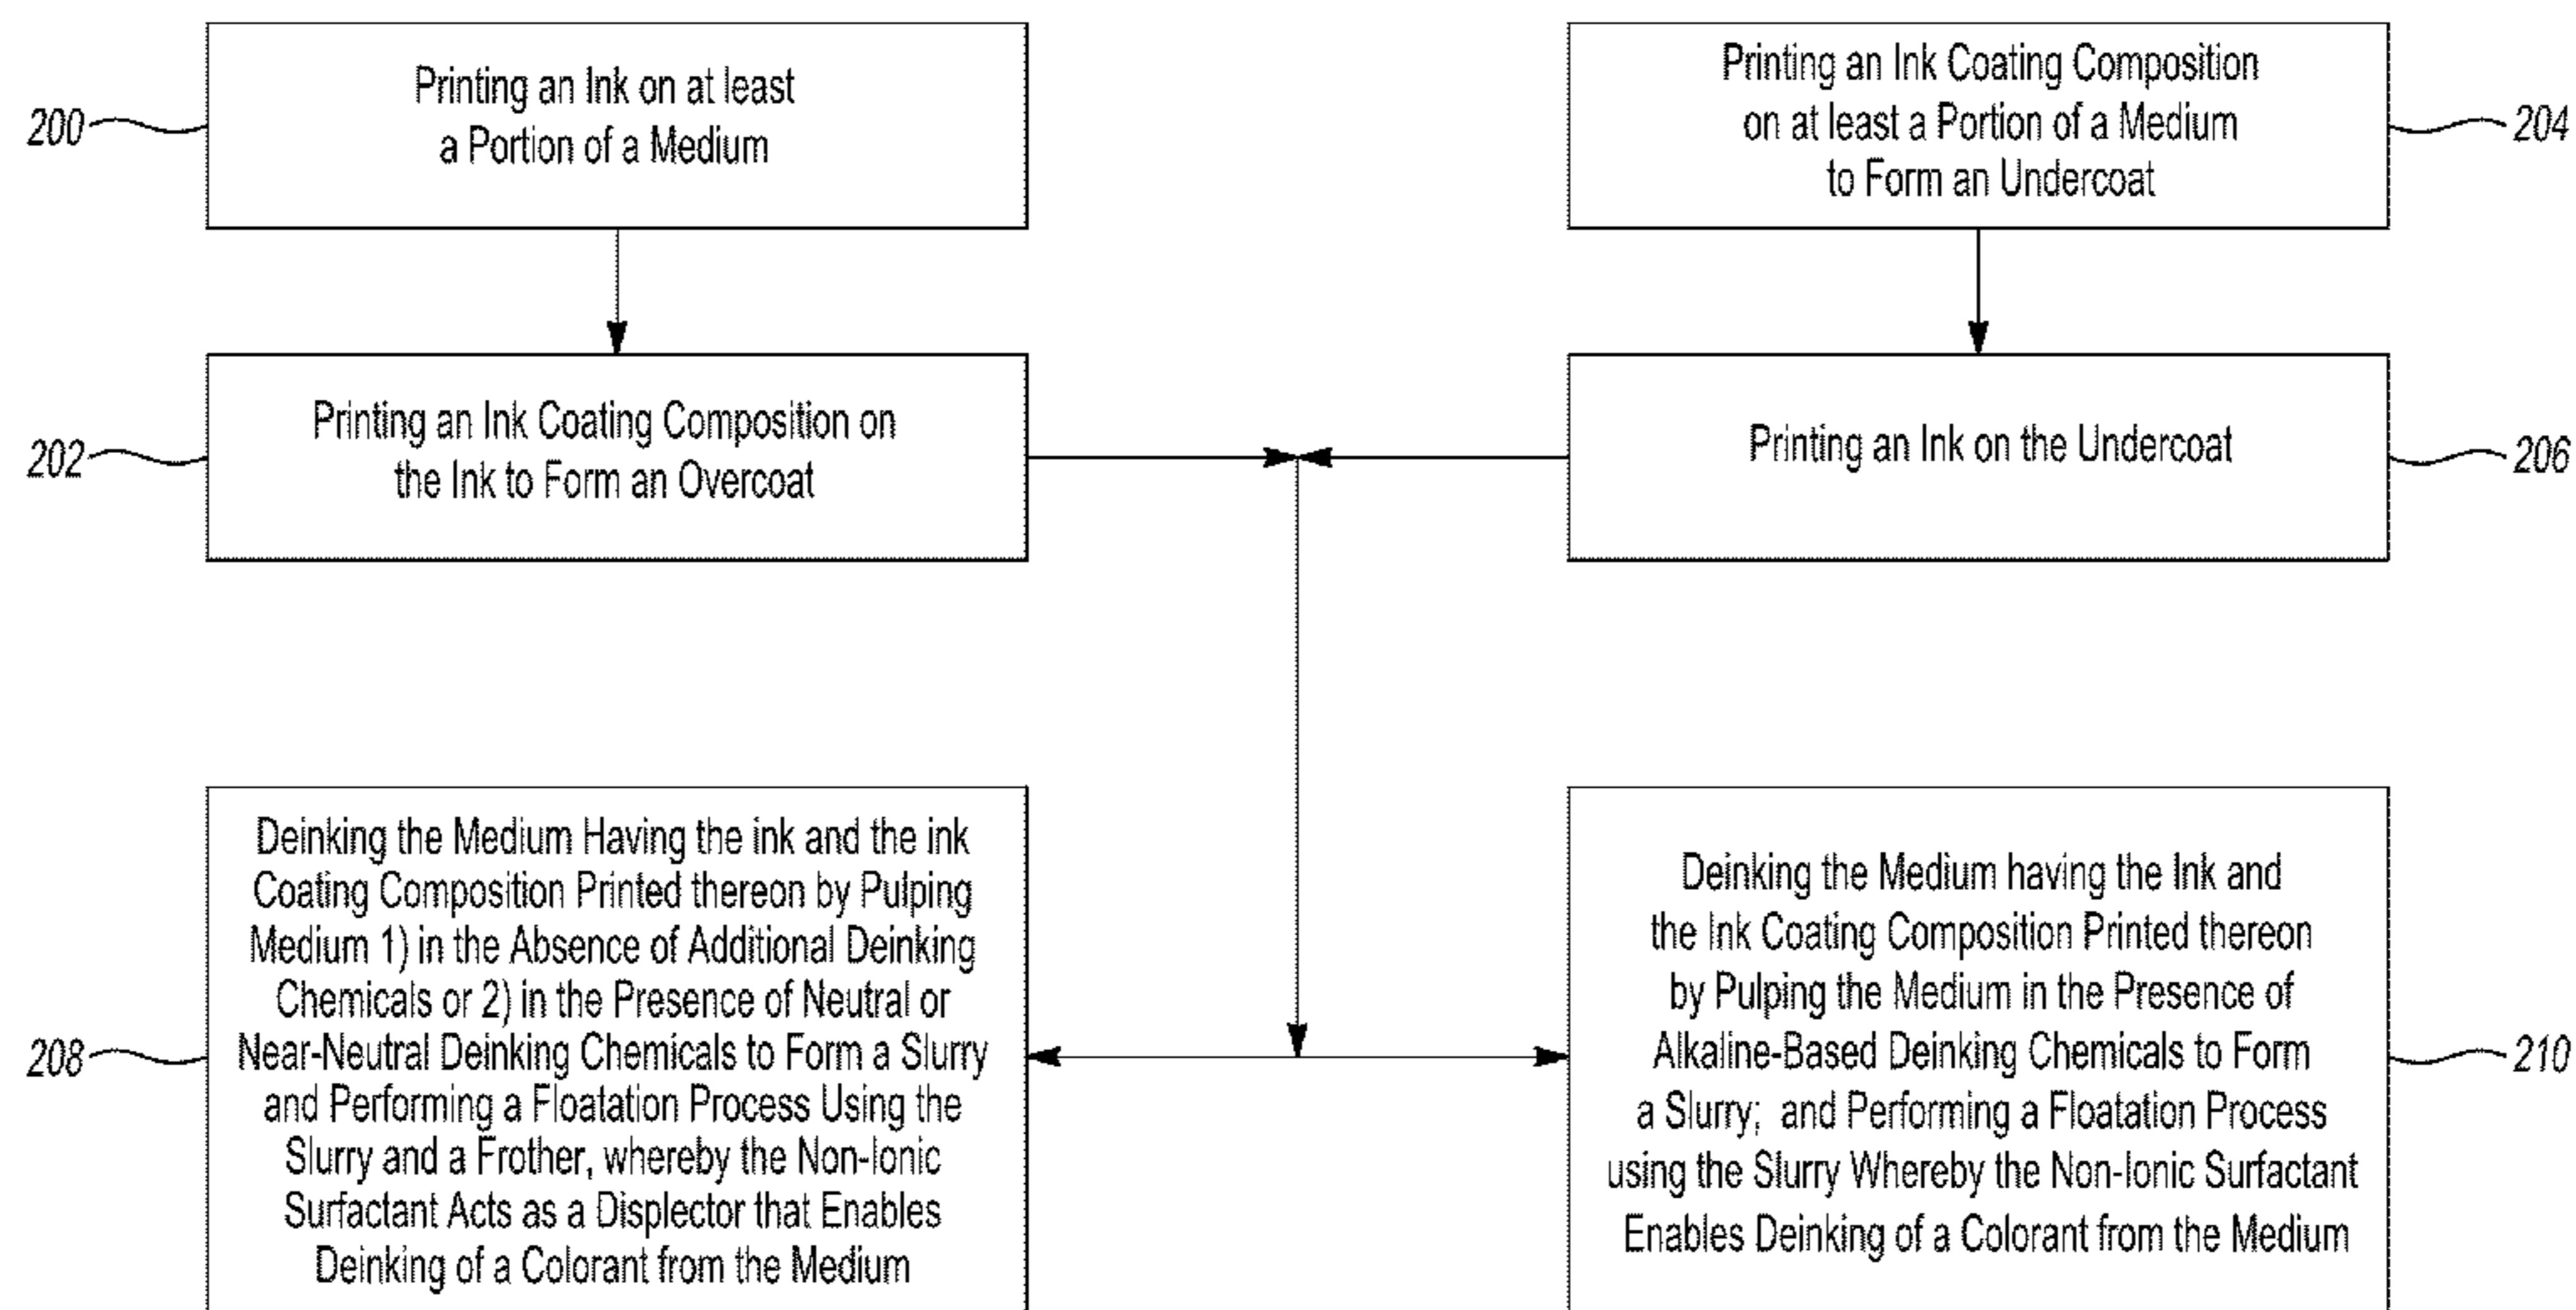 200
Printing an Ink on at least
a Portion of a Medium
Printing an Ink Coating Composition
on at least a Portion of a Medium
to Form an Undercoat
204
202
Printing an Ink Coating Composition on
the Ink to Form an Overcoat
Printing an Ink on the Undercoat
206
208
Deinking the Medium Having the ink and the ink
Coating Composition Printed thereon by Pulping
Medium 1) in the Absence of Additional Deinking
Chemicals or 2) in the Presence of Neutral or
Near-Neutral Deinking Chemicals to Form a Slurry
and Performing a Floatation Process Using the
Slurry and a Frother, whereby the Non-Ionic
Surfactant Acts as a Displector that Enables
Deinking of a Colorant from the Medium
Deinking the Medium having the Ink and
the Ink Coating Composition Printed thereon
by Pulping the Medium in the Presence of
Alkaline-Based Deinking Chemicals to Form
a Slurry; and Performing a Floatation Process
using the Slurry Whereby the Non-Ionic Surfactant
Enables Deinking of a Colorant from the Medium
210